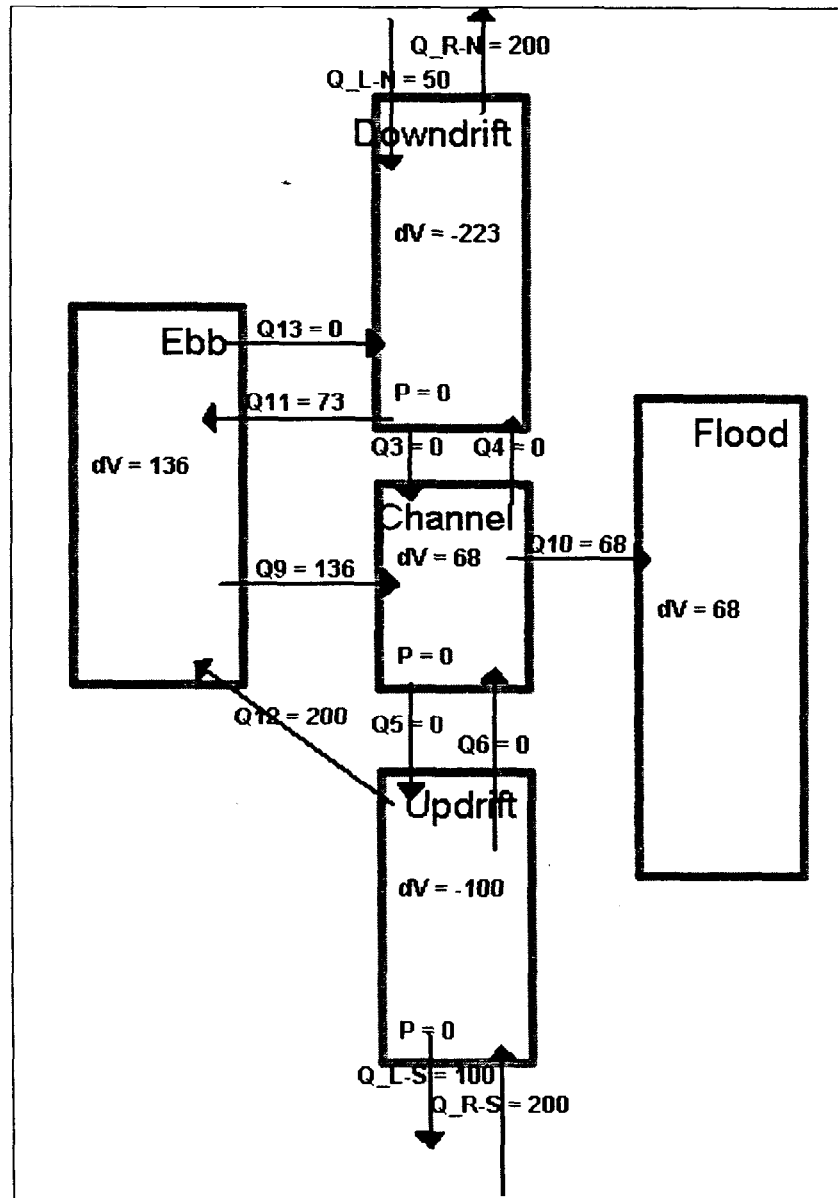 Q_R-N = 200
Q_L-N = 50
Downdrift
dV = -223
Q13 = 0
Ebb
P = 0
Q11 = 73
Flood
Q3 = 0 Q4 = 0
dV = 136
Channel
Q10 = 68
dV = 68
Q9 = 136
dV = 68
P = 0
Q12 = 200
Q5 = 0
Q6 = 0
Updrift
dV = -100
P = 0
Q_L-S = 100
Q_R-S = 200